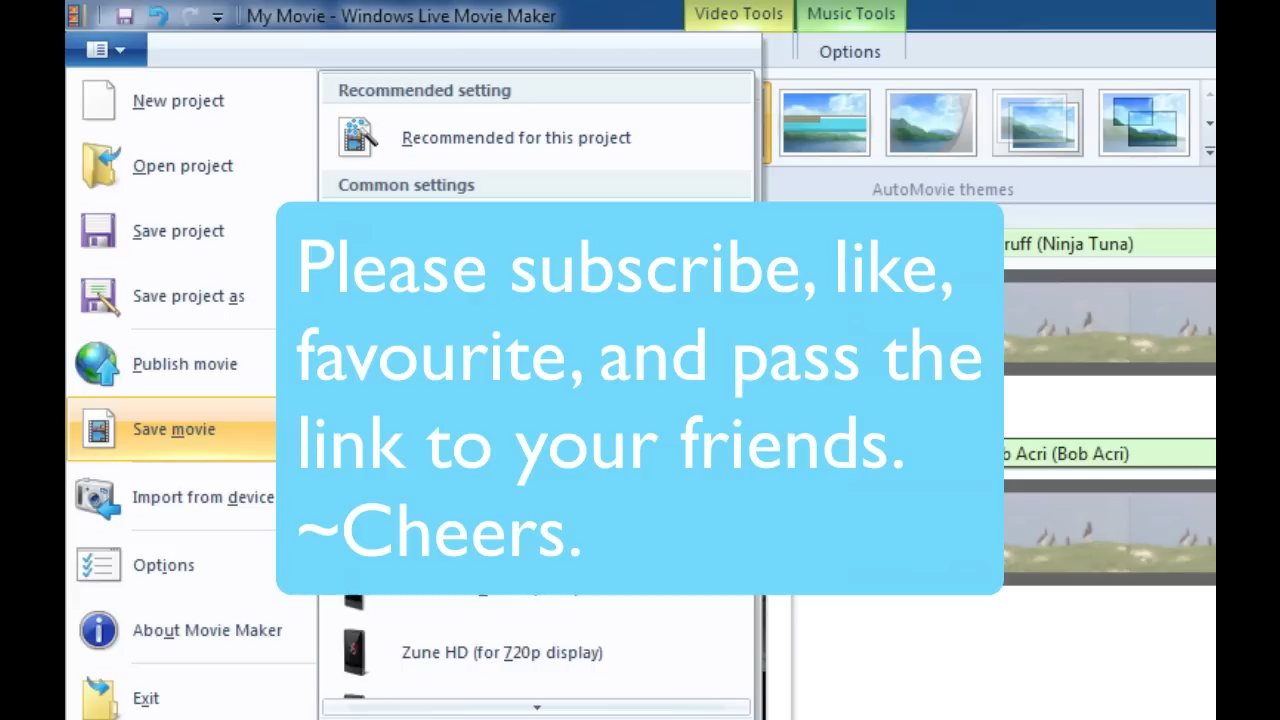 My Movie - Windows Live Movie Maker
Video Tools
Music Tools
Options
New project
Open project
Save project
Save project as
Publish movie
Save movie
Import from device
Options
About Movie Maker
Exit
Recommended setting
Recommended for this project
Common settings
Zune HD (for 720p display)
AutoMovie themes
ruff (Ninja Tuna)
b Acri (Bob Acri)
Please subscribe, like,
favourite, and pass the
link to your friends.
~Cheers.